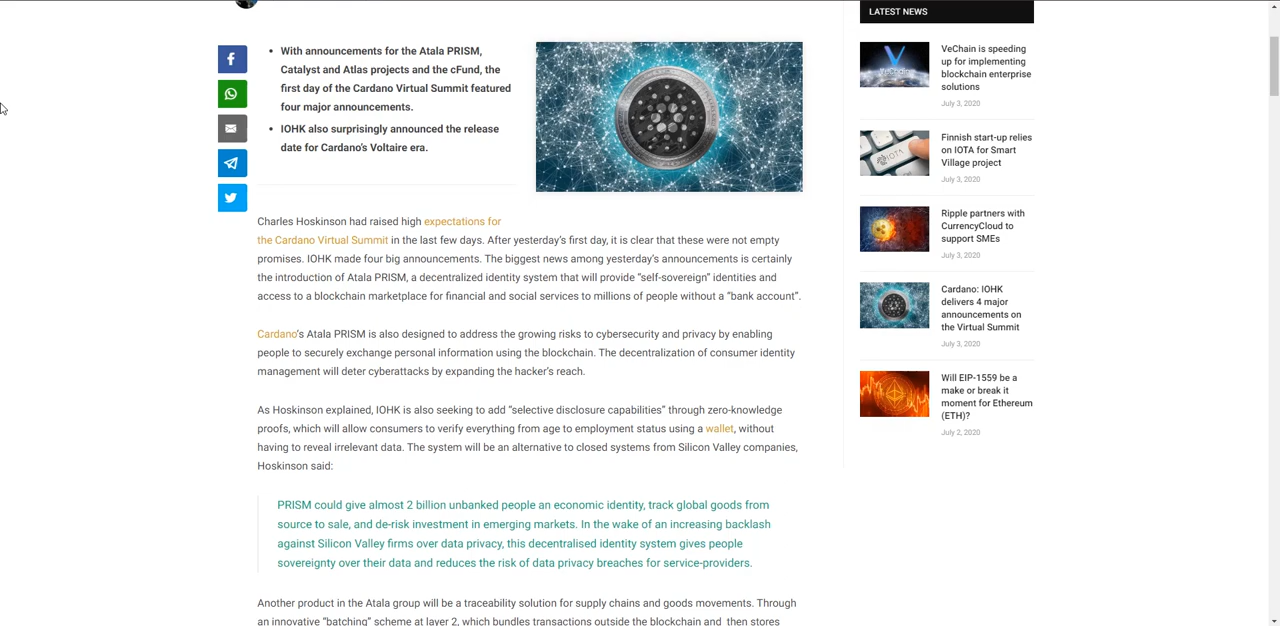 LATEST NEWS
With announcements for the Atala PRISM,
Catalyst and Atlas projects and the cFund, the
first day of the Cardano Virtual Summit featured
four major announcements.
IOHK also surprisingly announced the release
date for Cardano's Voltaire era.
Charles Hoskinson had raised high expectations for
the Cardano Virtual Summit in the last few days. After yesterday's first day, it is clear that these were not empty
promises. IOHK made four big announcements. The biggest news among yesterday's announcements is certainly
the introduction of Atala PRISM, a decentralized identity system that will provide “self-sovereign” identities and
access to a blockchain marketplace for financial and social services to millions of people without a “bank account”.
Cardano's Atala PRISM is also designed to address the growing risks to cybersecurity and privacy by enabling
people to securely exchange personal information using the blockchain. The decentralization of consumer identity
management will deter cyberattacks by expanding the hacker's reach.
As Hoskinson explained, IOHK is also seeking to add “selective disclosure capabilities” through zero-knowledge
proofs, which will allow consumers to verify everything from age to employment status using a wallet, without
having to reveal irrelevant data. The system will be an alternative to closed systems from Silicon Valley companies,
Hoskinson said:
PRISM could give almost 2 billion unbanked people an economic identity, track global goods from
source to sale, and de-risk investment in emerging markets. In the wake of an increasing backlash
against Silicon Valley firms over data privacy, this decentralised identity system gives people
sovereignty over their data and reduces the risk of data privacy breaches for service-providers.
Another product in the Atala group will be a traceability solution for supply chains and goods movements. Through
an innovative “batching” scheme at layer 2, which bundles transactions outside the blockchain and then stores
VeChain is speeding
up for implementing
blockchain enterprise
solutions
July 3, 2020
Finnish start-up relies
on IOTA for Smart
Village project
July 3, 2020
IOTA
Ripple partners with
CurrencyCloud to
support SMEs
July 3, 2020
Cardano: IOHK
delivers 4 major
announcements on
the Virtual Summit
July 3, 2020
Will EIP-1559 be a
make or break it
moment for Ethereum
(ETH)?
July 2, 2020